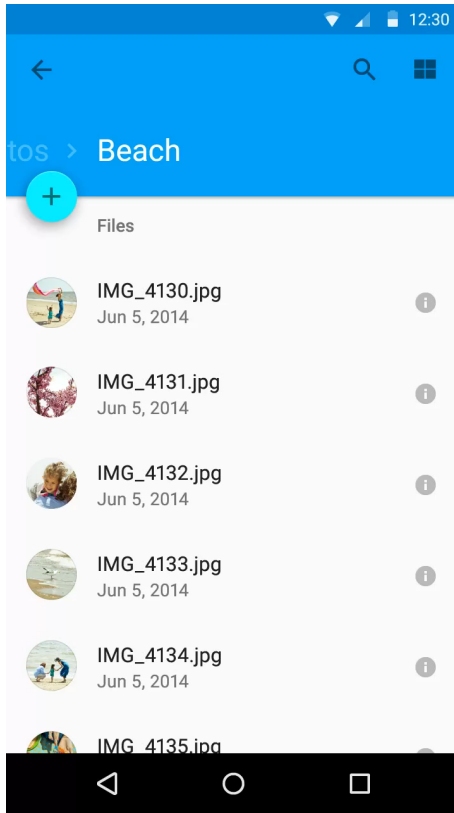 12:30
tos > Beach
Files
IMG_4130.jpg
Jun 5, 2014
IMG_4131.jpg
Jun 5, 2014
IMG_4132.jpg
Jun 5, 2014
IMG_4133.jpg
Jun 5, 2014
IMG_4134.jpg
Jun 5, 2014
IMG_4135.jpg